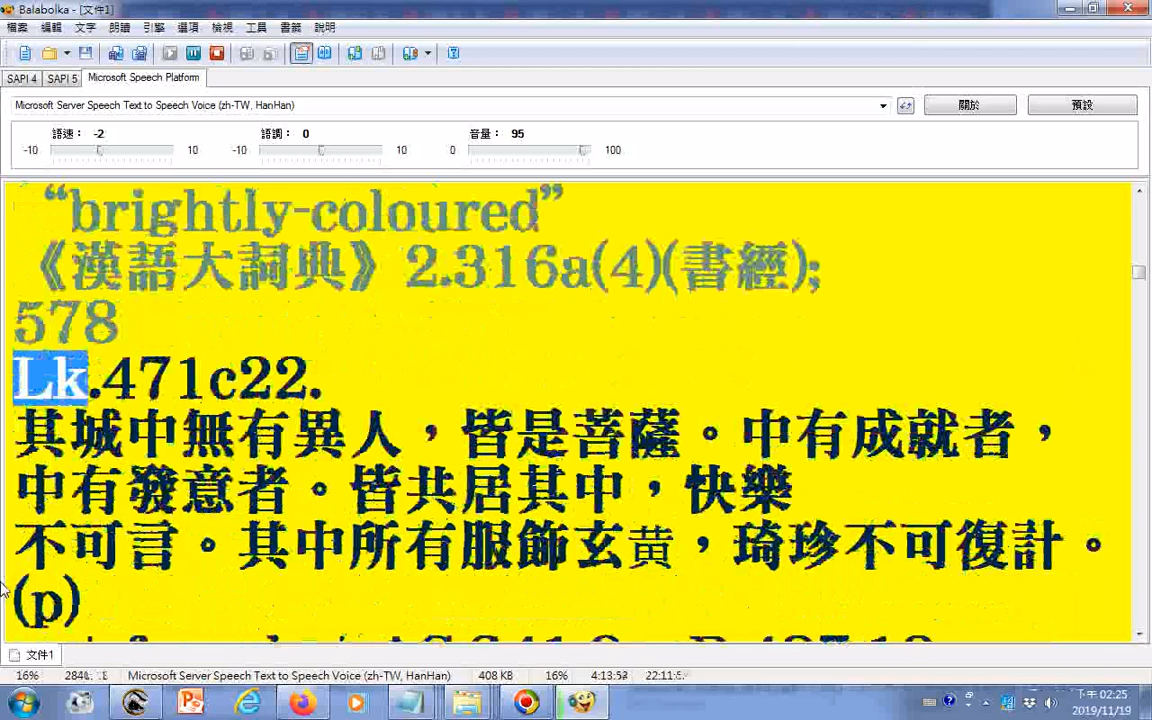 Balabolka - [文件1]
檔案 編輯 文字 朗讀 引擎 選項 檢視 工具 書籤 說明
SAPI 4 SAPI 5 Microsoft Speech Platform
Microsoft Server Speech Text to Speech Voice (zh-TW, HanHan) 關於 預設
語速： -2 語調： 0 音量： 95
-10 10 -10 10 0 100
“brightly-coloured”
《漢語大詞典》2.316a(4)(書經);
578
Lk.471c22.
其城中無有異人，皆是菩薩。中有成就者，
中有發意者。皆共居其中，快樂
不可言。其中所有服飾玄黃，琦珍不可復計。
(p)
文件1
16% Microsoft Server Speech Text to Speech Voice (zh-TW, HanHan) 408 KB 16% 4:13:53
下午 02:25
2019/11/19